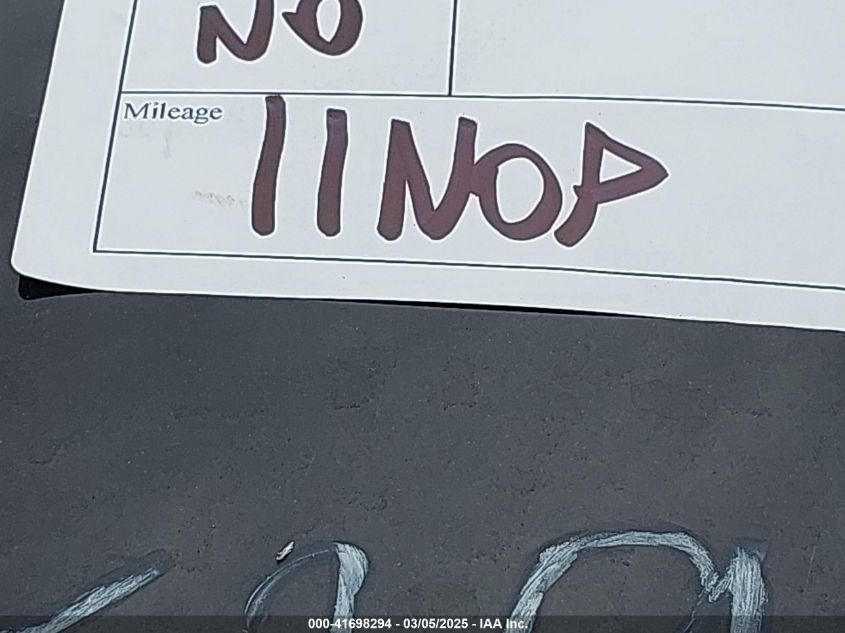 NO
Mileage
11NOP
000-41698294 - 03/05/2025 - IAA Inc.